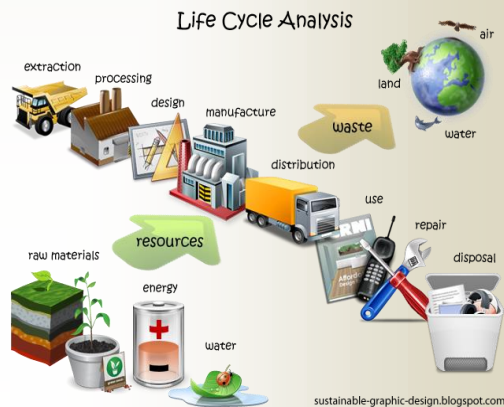 Life Cycle Analysis
air
extraction
processing
land
design
manufacture
waste
water
distribution
use
repair
resources
raw materials
disposal
energy
water
sustainable-graphic-design.blogspot.com